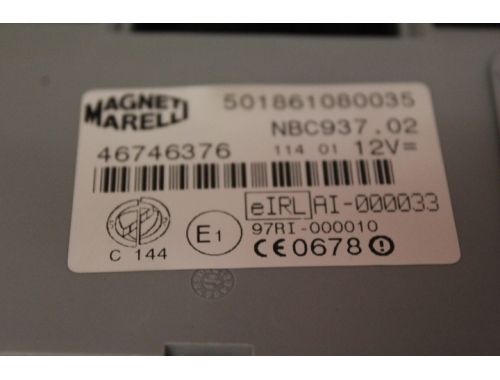 MAGNETI
MARELLI
501861080035
NBC937.02
46746376
114 01 12V=
eIRL AI-000033
E1
97RI-000010
C 144
CE0678